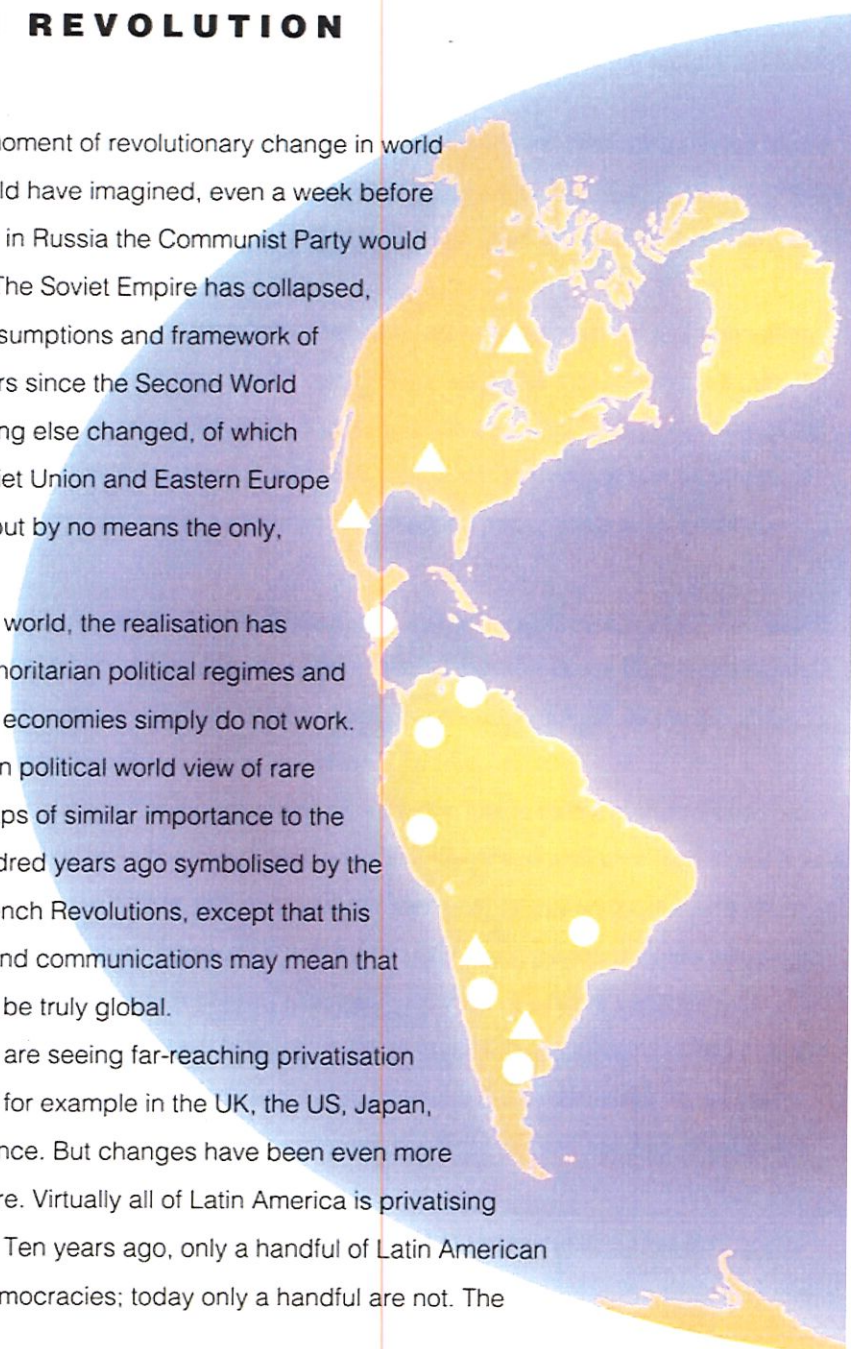 REVOLUTION
oment of revolutionary change in world
ld have imagined, even a week before
in Russia the Communist Party would
The Soviet Empire has collapsed,
sumptions and framework of
rs since the Second World
ng else changed, of which
iet Union and Eastern Europe
out by no means the only,
world, the realisation has
horitarian political regimes and
economies simply do not work.
n political world view of rare
ps of similar importance to the
dred years ago symbolised by the
nch Revolutions, except that this
nd communications may mean that
be truly global.
are seeing far-reaching privatisation
for example in the UK, the US, Japan,
nce. But changes have been even more
re. Virtually all of Latin America is privatising
Ten years ago, only a handful of Latin American
mocracies; today only a handful are not. The